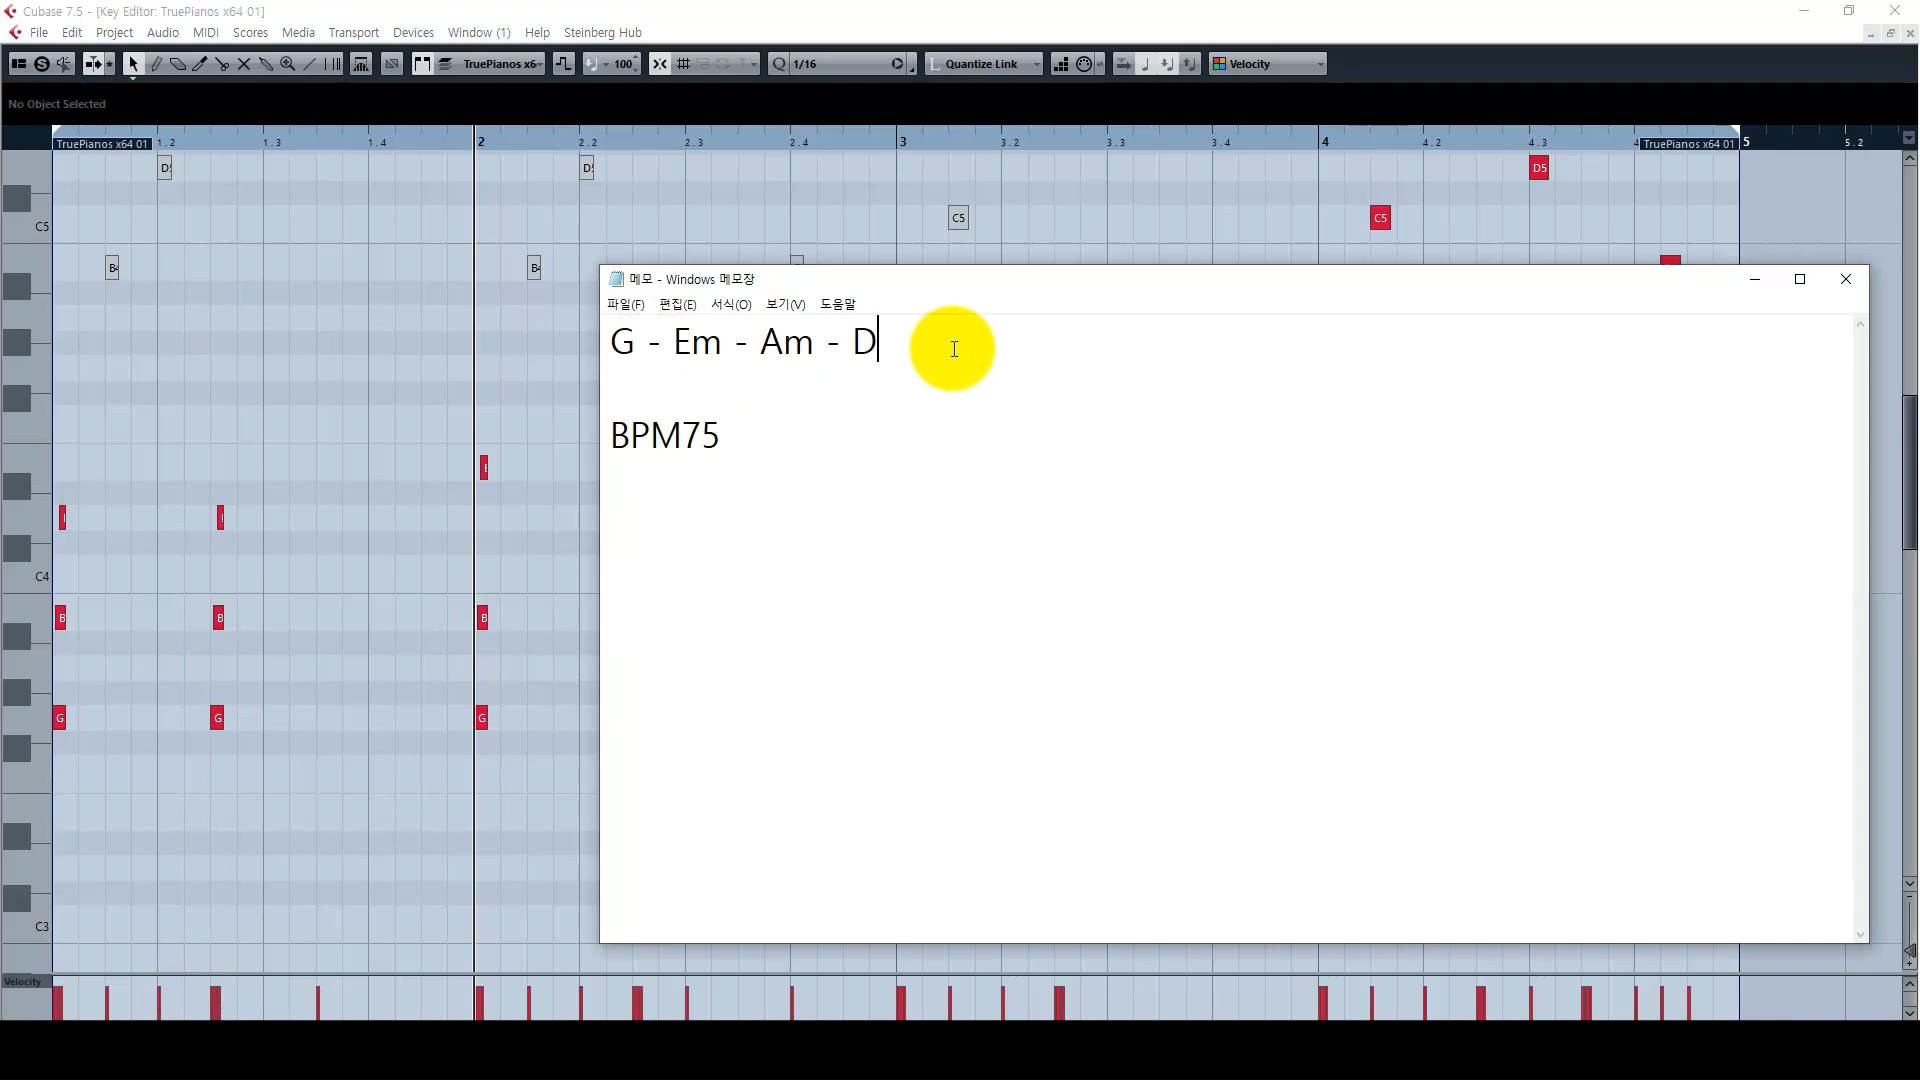 Cubase 7.5 - [Key Editor: TruePianos x64 01]
File Edit Project Audio MIDI Scores Media Transport Devices Window (1) Help Steinberg Hub
TruePianos x6 100 Q 1/16 L Quantize Link Velocity
No Object Selected
TruePianos x64 01 1.2 1.3 1.4 2 2.2 2.3 2.4 3 3.2 3.3 3.4 4 4.2 4.3 4 TruePianos x64 01 5 5.2
D5
C5 C5 C5
메모 - Windows 메모장
파일(F) 편집(E) 서식(O) 보기(V) 도움말
G - Em - Am - D
BPM75
C4
B B B
G G G
C3
Velocity